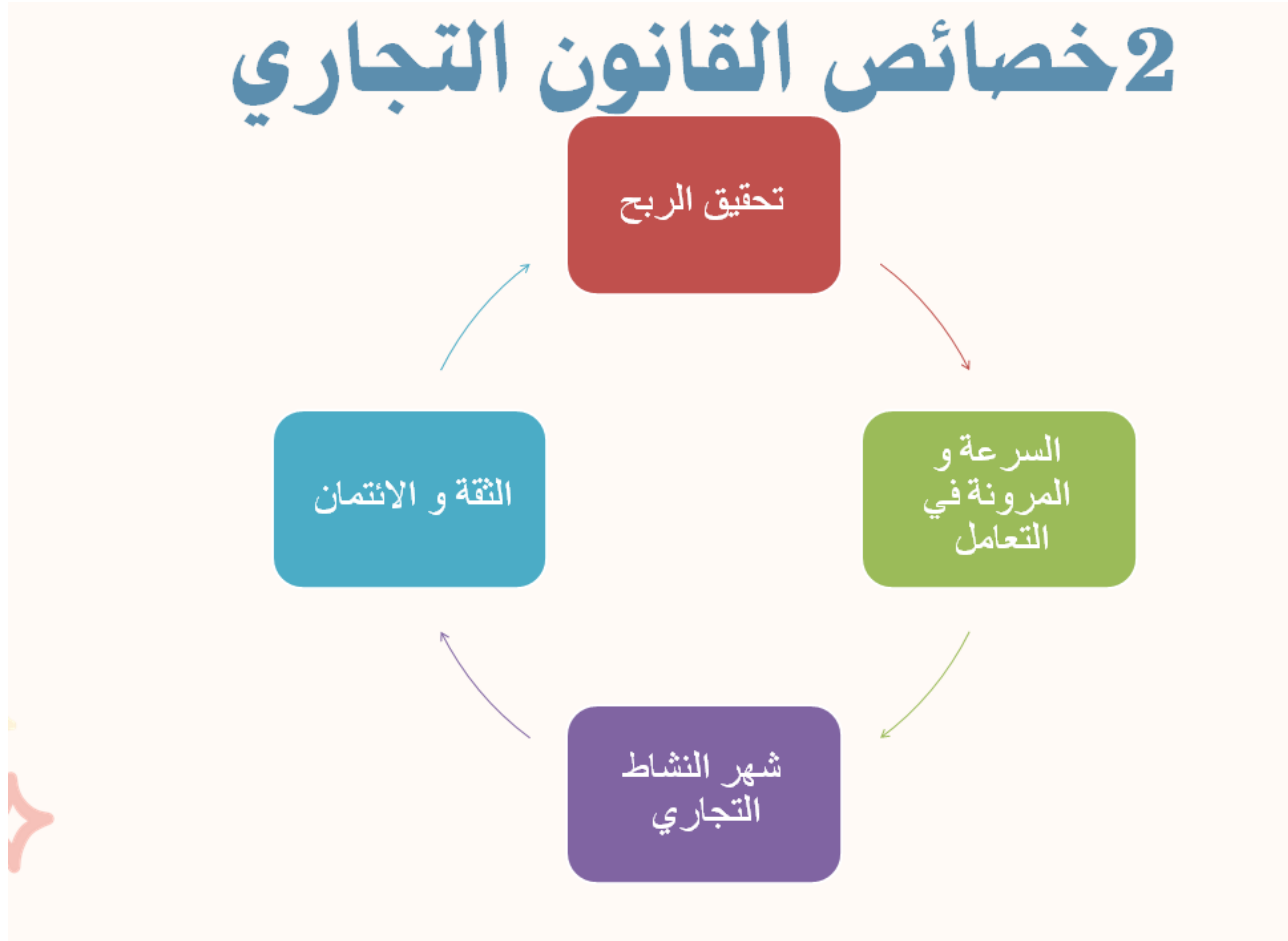 2خصائص القانون التجاري
تحقيق الربح
السرعة و
المرونة في
التعامل
شهر النشاط
التجاري
الثقة و الائتمان